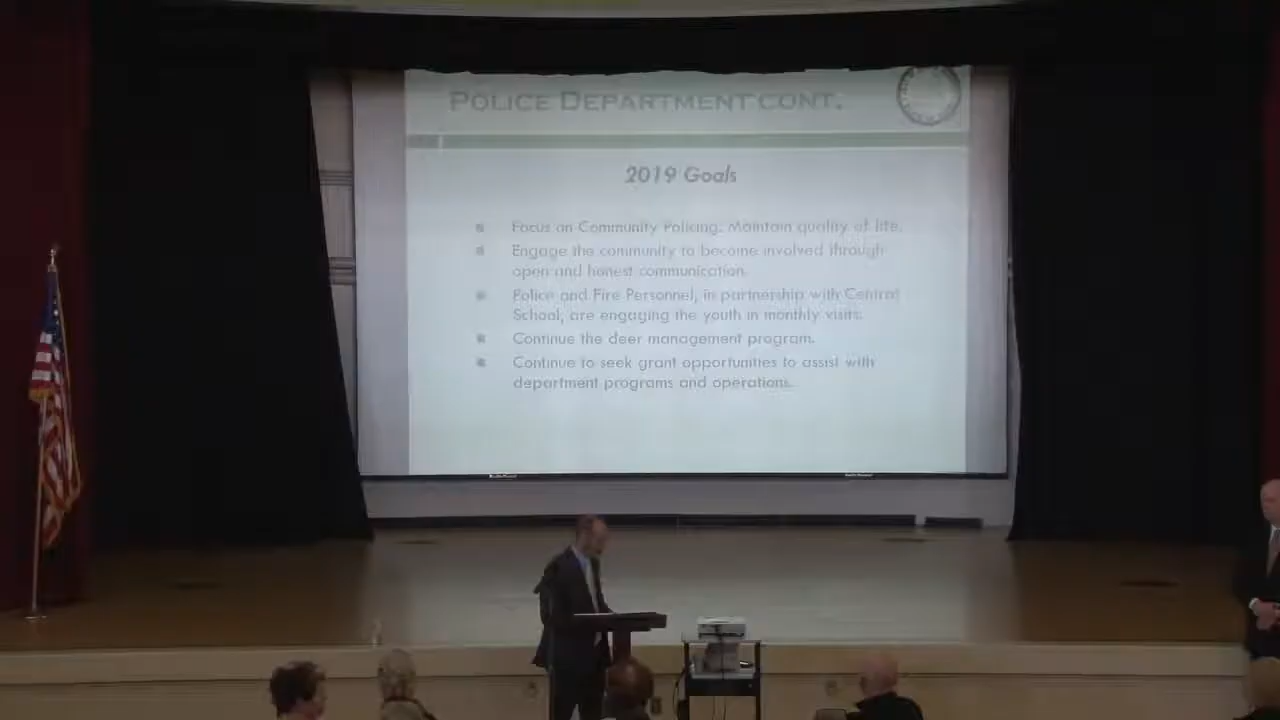 POLICE DEPARTMENT CONT.
2019 Goals
Focus on Community Policing. Maintain quality of life.
Engage the community to become involved through
open and honest communication.
Police and Fire Personnel, in partnership with Central
School, are engaging the youth in monthly visits.
Continue the deer management program.
Continue to seek grant opportunities to assist with
department programs and operations.